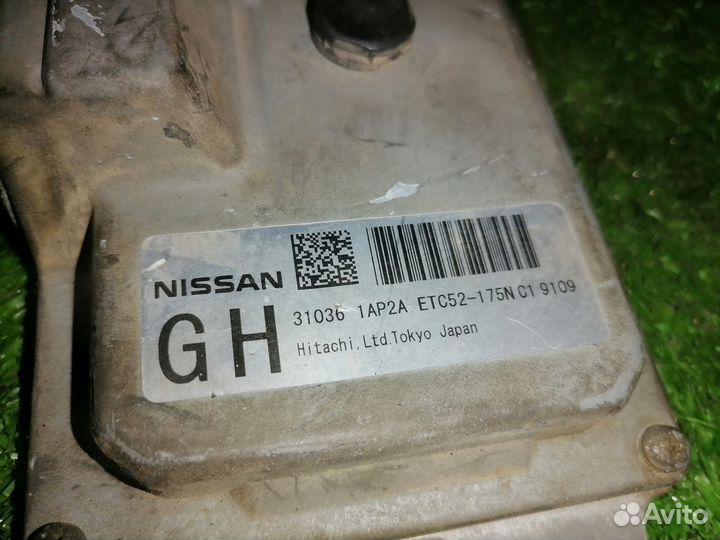 NISSAN
GH
31036 1AP2A ETC52-175N C1 9109
Hitachi,Ltd.Tokyo Japan
Avito